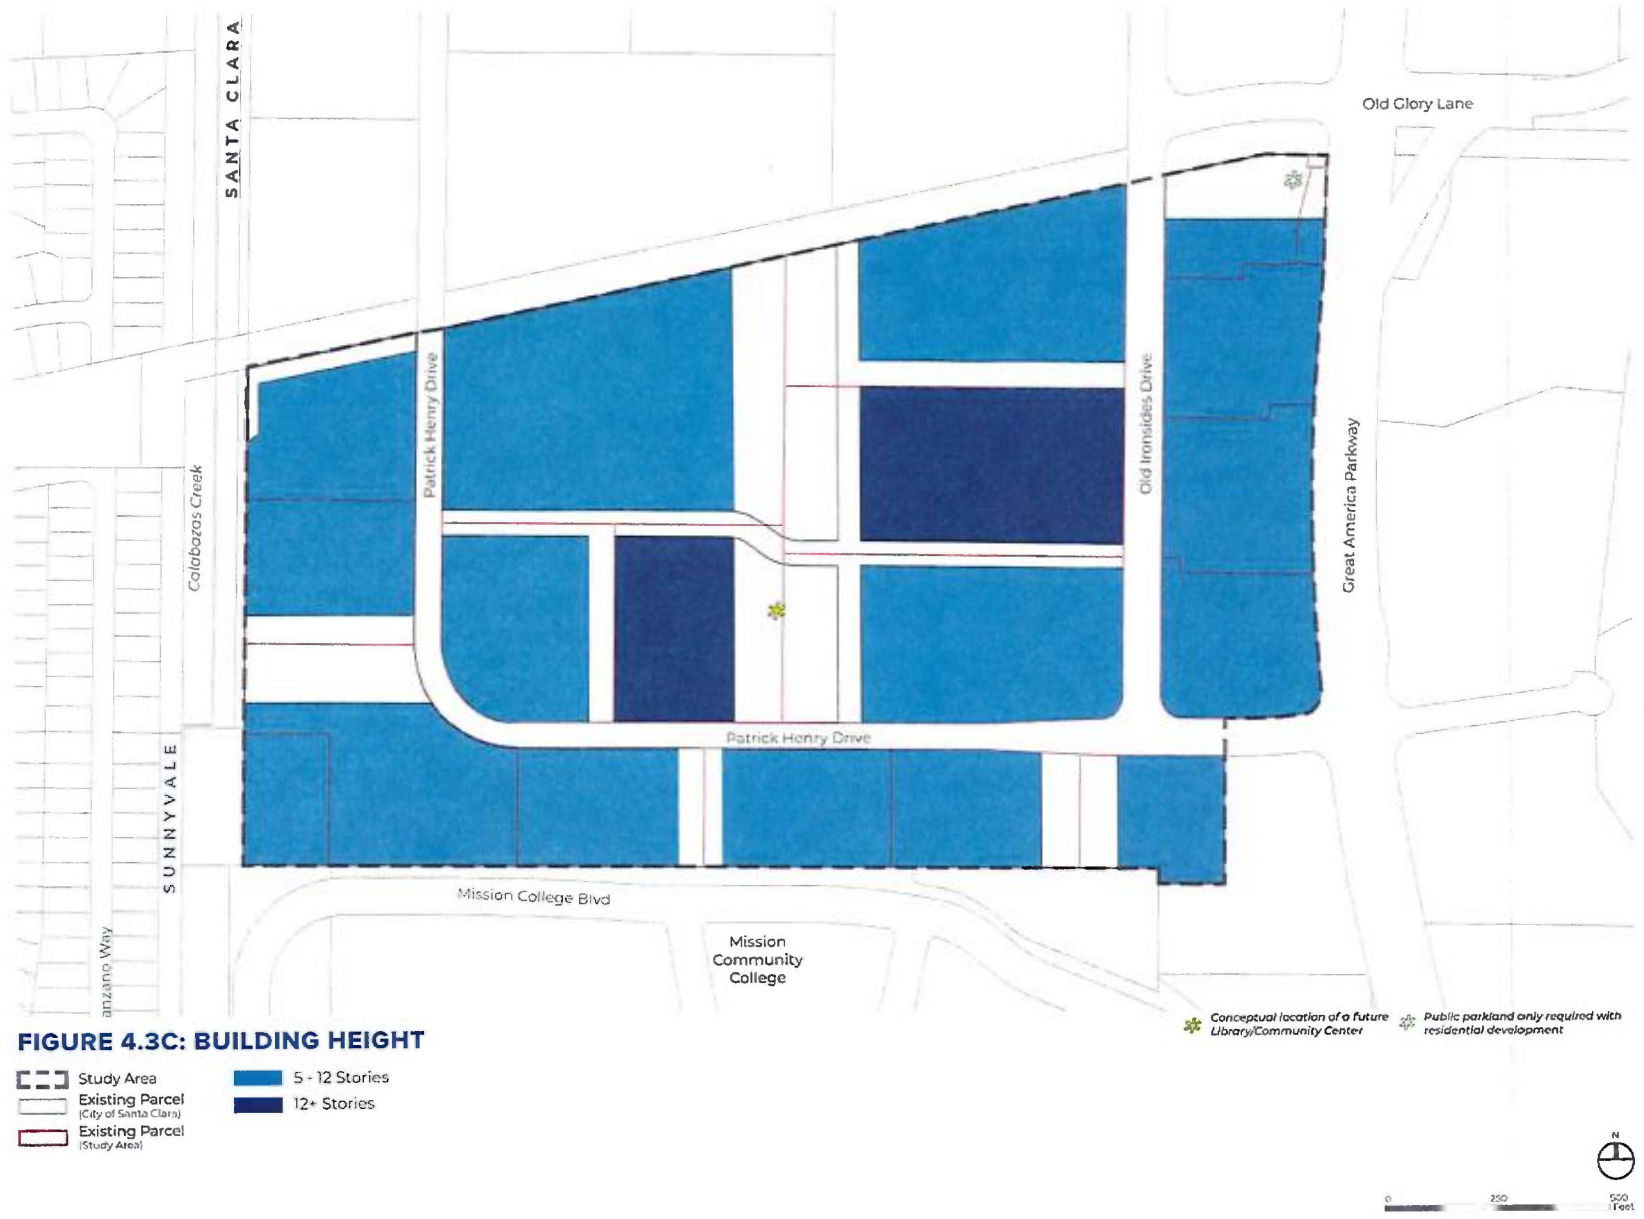 SANTA CLARA
Old Glory Lane
Patrick Henry Drive
Old Ironsides Drive
Great America Parkway
Calabazas Creek
SUNNYVALE
Patrick Henry Drive
Mission College Blvd
anzano Way
Mission
Community
College
Conceptual location of a future
Library/Community Center
Public parkland only required with
residential development
FIGURE 4.3C: BUILDING HEIGHT
Study Area
Existing Parcel
(City of Santa Clara)
Existing Parcel
(Study Area)
5 - 12 Stories
12+ Stories
N
0 250 500
Feet